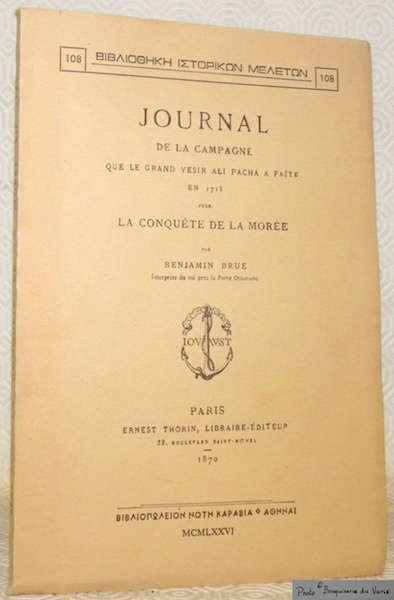 108 ΒΙΒΛΙΟΘΗΚΗ ΙΣΤΟΡΙΚΩΝ ΜΕΛΕΤΩΝ 108
JOURNAL
DE LA CAMPAGNE
QUE LE GRAND VESIR ALI PACHA A FAITE
EN 1715
POUR
LA CONQUÊTE DE LA MORÉE
PAR
BENJAMIN BRUE
Interprète du roi près la Porte Ottomane
IOV AVST
PARIS
ERNEST THORIN, LIBRAIRE-ÉDITEUR
58, BOULEVARD SAINT-MICHEL
1870
ΒΙΒΛΙΟΠΩΛΕΙΟΝ ΝΟΤΗ ΚΑΡΑΒΙΑ ° ΑΘΗΝΑΙ
MCMLXXVI
Photo © Bouquinerie du Varis